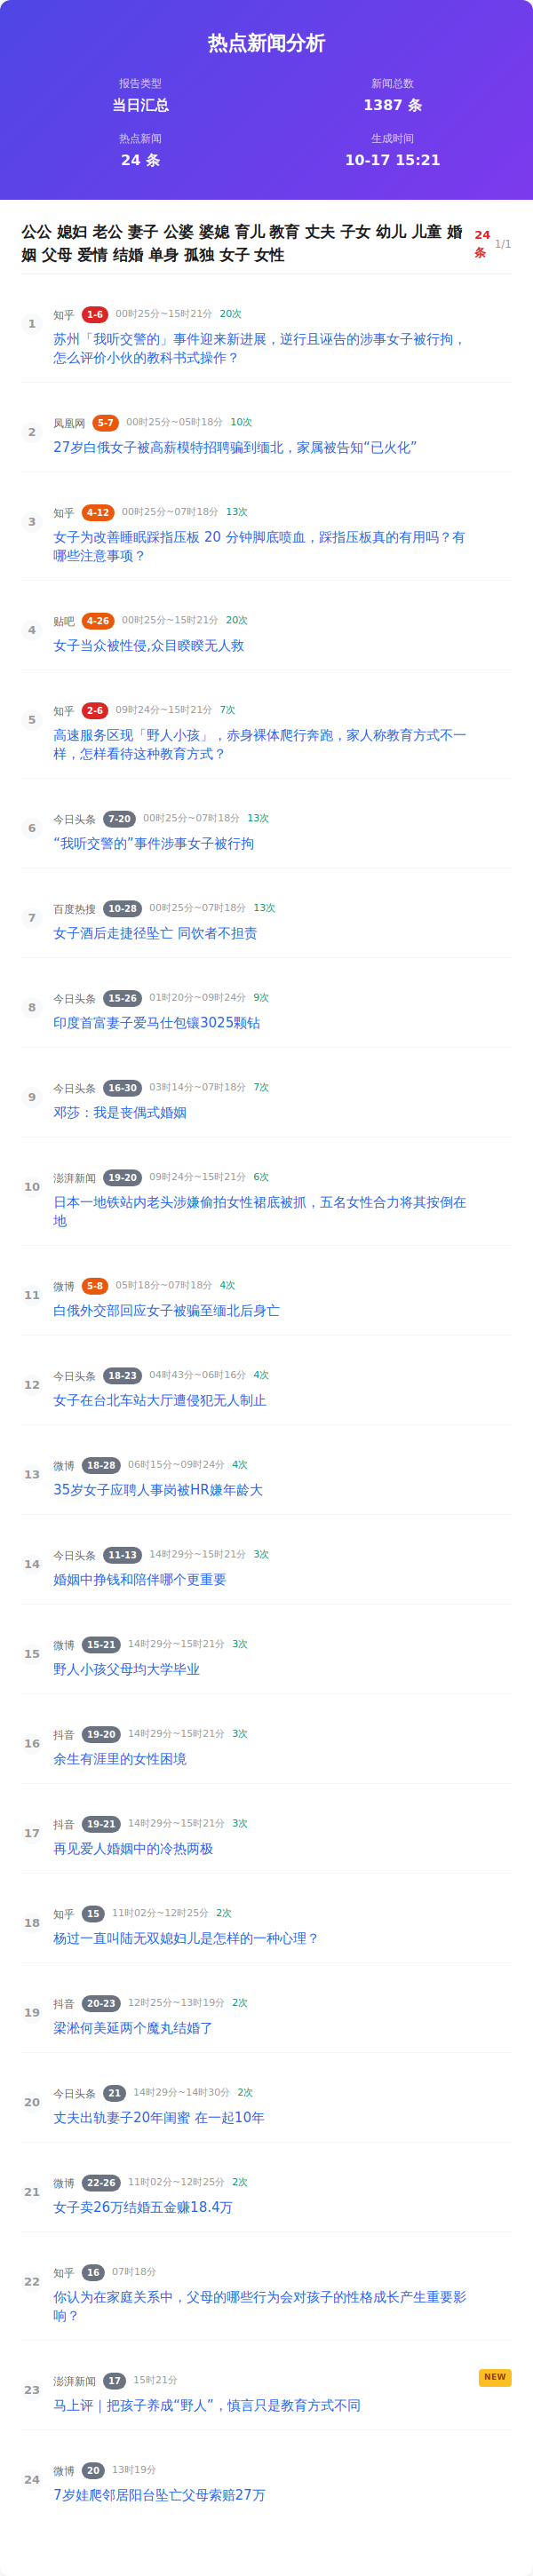 热点新闻分析
报告类型
当日汇总
新闻总数
1387 条
热点新闻
24 条
生成时间
10-17 15:21
公公 媳妇 老公 妻子 公婆 婆媳 育儿 教育 丈夫 子女 幼儿 儿童 婚
姻 父母 爱情 结婚 单身 孤独 女子 女性
24
条
1/1
1
知乎 1-6 00时25分~15时21分 20次
苏州「我听交警的」事件迎来新进展，逆行且诬告的涉事女子被行拘，
怎么评价小伙的教科书式操作？
2
凤凰网 5-7 00时25分~05时18分 10次
27岁白俄女子被高薪模特招聘骗到缅北，家属被告知“已火化”
3
知乎 4-12 00时25分~07时18分 13次
女子为改善睡眠踩指压板 20 分钟脚底喷血，踩指压板真的有用吗？有
哪些注意事项？
4
贴吧 4-26 00时25分~15时21分 20次
女子当众被性侵,众目睽睽无人救
5
知乎 2-6 09时24分~15时21分 7次
高速服务区现「野人小孩」，赤身裸体爬行奔跑，家人称教育方式不一
样，怎样看待这种教育方式？
6
今日头条 7-20 00时25分~07时18分 13次
“我听交警的”事件涉事女子被行拘
7
百度热搜 10-28 00时25分~07时18分 13次
女子酒后走捷径坠亡 同饮者不担责
8
今日头条 15-26 01时20分~09时24分 9次
印度首富妻子爱马仕包镶3025颗钻
9
今日头条 16-30 03时14分~07时18分 7次
邓莎：我是丧偶式婚姻
10
澎湃新闻 19-20 09时24分~15时21分 6次
日本一地铁站内老头涉嫌偷拍女性裙底被抓，五名女性合力将其按倒在
地
11
微博 5-8 05时18分~07时18分 4次
白俄外交部回应女子被骗至缅北后身亡
12
今日头条 18-23 04时43分~06时16分 4次
女子在台北车站大厅遭侵犯无人制止
13
微博 18-28 06时15分~09时24分 4次
35岁女子应聘人事岗被HR嫌年龄大
14
今日头条 11-13 14时29分~15时21分 3次
婚姻中挣钱和陪伴哪个更重要
15
微博 15-21 14时29分~15时21分 3次
野人小孩父母均大学毕业
16
抖音 19-20 14时29分~15时21分 3次
余生有涯里的女性困境
17
抖音 19-21 14时29分~15时21分 3次
再见爱人婚姻中的冷热两极
18
知乎 15 11时02分~12时25分 2次
杨过一直叫陆无双媳妇儿是怎样的一种心理？
19
抖音 20-23 12时25分~13时19分 2次
梁淞何美延两个魔丸结婚了
20
今日头条 21 14时29分~14时30分 2次
丈夫出轨妻子20年闺蜜 在一起10年
21
微博 22-26 11时02分~12时25分 2次
女子卖26万结婚五金赚18.4万
22
知乎 16 07时18分
你认为在家庭关系中，父母的哪些行为会对孩子的性格成长产生重要影
响？
23
澎湃新闻 17 15时21分
NEW
马上评｜把孩子养成“野人”，慎言只是教育方式不同
24
微博 20 13时19分
7岁娃爬邻居阳台坠亡父母索赔27万